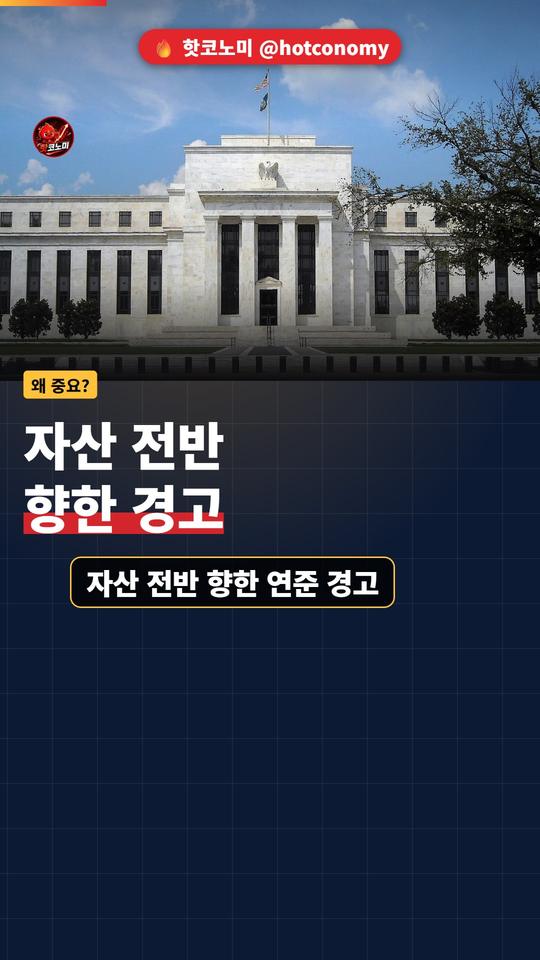 🔥 핫코노미 @hotconomy
핫코노미
왜 중요?
자산 전반
향한 경고
자산 전반 향한 연준 경고